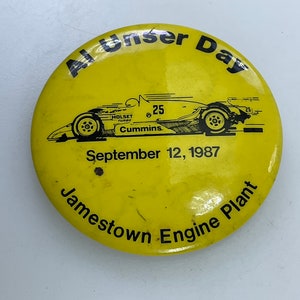 Al Unser Day
25
HOLSET
Cummins
September 12, 1987
Jamestown Engine Plant